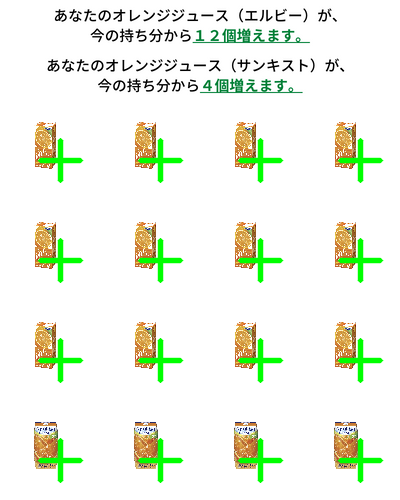 あなたのオレンジジュース（エルビー）が、
今の持ち分から１２個増えます。
あなたのオレンジジュース（サンキスト）が、
今の持ち分から４個増えます。